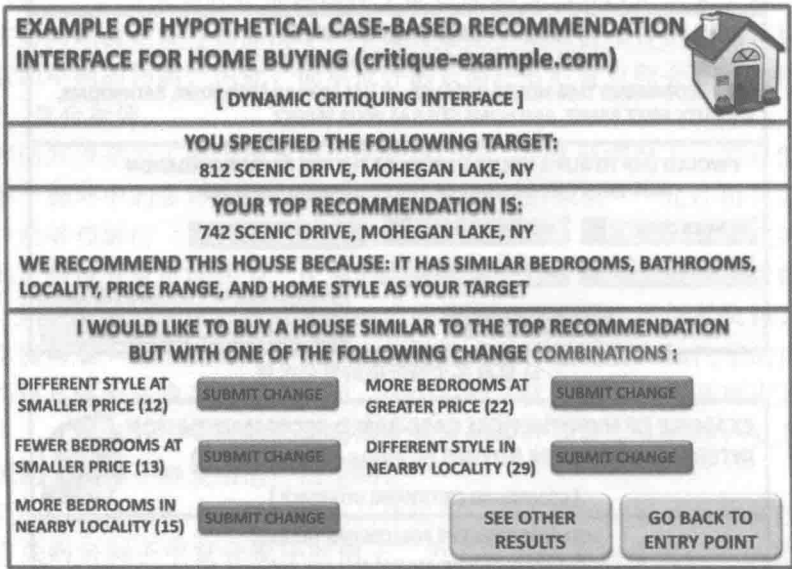 EXAMPLE OF HYPOTHETICAL CASE-BASED RECOMMENDATION
INTERFACE FOR HOME BUYING (critique-example.com)
[ DYNAMIC CRITIQUING INTERFACE ]
YOU SPECIFIED THE FOLLOWING TARGET:
812 SCENIC DRIVE, MOHEGAN LAKE, NY
YOUR TOP RECOMMENDATION IS:
742 SCENIC DRIVE, MOHEGAN LAKE, NY
WE RECOMMEND THIS HOUSE BECAUSE: IT HAS SIMILAR BEDROOMS, BATHROOMS,
LOCALITY, PRICE RANGE, AND HOME STYLE AS YOUR TARGET
I WOULD LIKE TO BUY A HOUSE SIMILAR TO THE TOP RECOMMENDATION
BUT WITH ONE OF THE FOLLOWING CHANGE COMBINATIONS :
DIFFERENT STYLE AT
SMALLER PRICE (12)
SUBMIT CHANGE
MORE BEDROOMS AT
GREATER PRICE (22)
SUBMIT CHANGE
FEWER BEDROOMS AT
SMALLER PRICE (13)
SUBMIT CHANGE
DIFFERENT STYLE IN
NEARBY LOCALITY (29)
SUBMIT CHANGE
MORE BEDROOMS IN
NEARBY LOCALITY (15)
SUBMIT CHANGE
SEE OTHER
RESULTS
GO BACK TO
ENTRY POINT